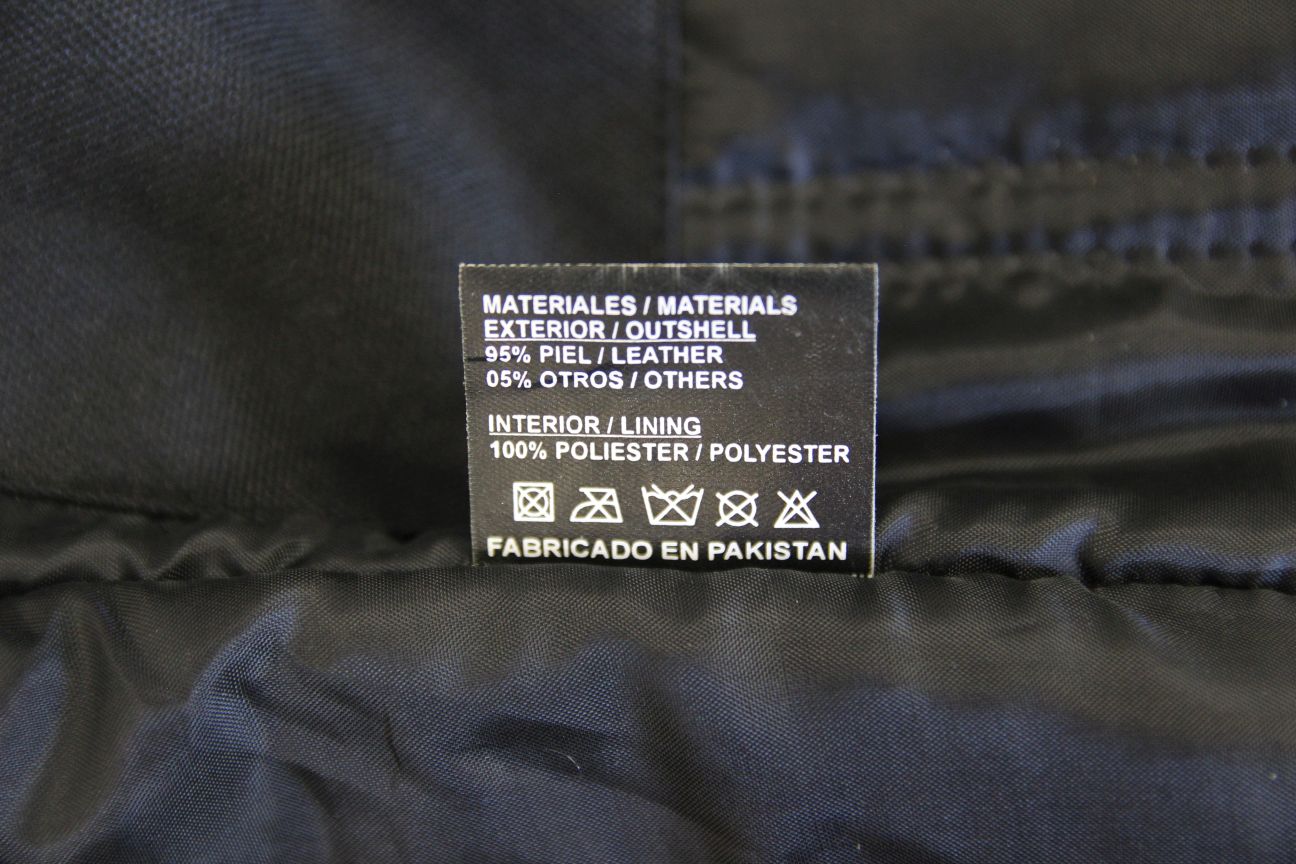 MATERIALES / MATERIALS
EXTERIOR / OUTSHELL
95% PIEL / LEATHER
05% OTROS / OTHERS
INTERIOR / LINING
100% POLIESTER / POLYESTER
FABRICADO EN PAKISTAN